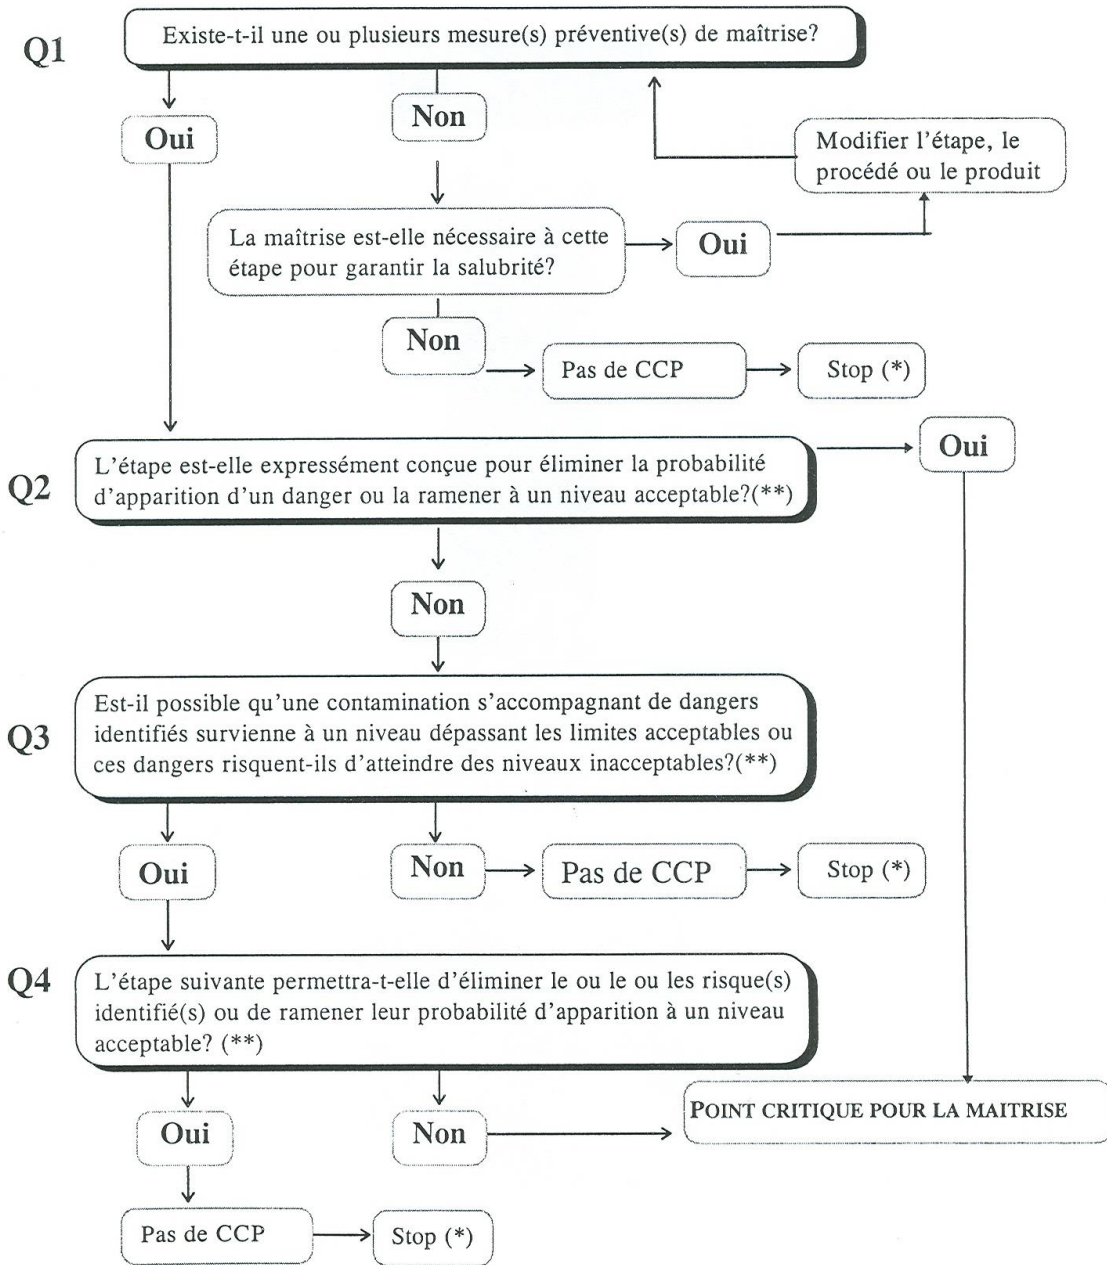 Q1
Existe-t-il une ou plusieurs mesure(s) préventive(s) de maîtrise?
Oui
Non
Modifier l'étape, le
procédé ou le produit
La maîtrise est-elle nécessaire à cette
étape pour garantir la salubrité?
Oui
Non
Pas de CCP
Stop (*)
Q2
L'étape est-elle expressément conçue pour éliminer la probabilité
d'apparition d'un danger ou la ramener à un niveau acceptable?(**)
Oui
Non
Q3
Est-il possible qu'une contamination s'accompagnant de dangers
identifiés survienne à un niveau dépassant les limites acceptables ou
ces dangers risquent-ils d'atteindre des niveaux inacceptables?(**)
Oui
Non
Pas de CCP
Stop (*)
Q4
L'étape suivante permettra-t-elle d'éliminer le ou le ou les risque(s)
identifié(s) ou de ramener leur probabilité d'apparition à un niveau
acceptable? (**)
Oui
Non
POINT CRITIQUE POUR LA MAITRISE
Pas de CCP
Stop (*)